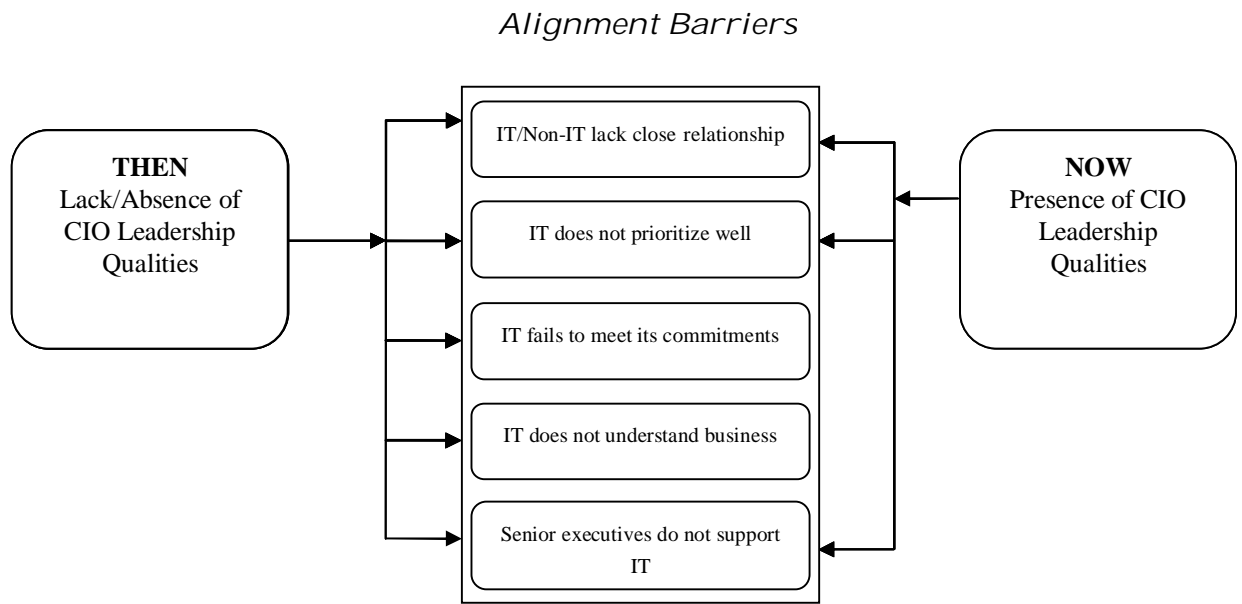 Alignment Barriers
THEN
Lack/Absence of
CIO Leadership
Qualities
IT/Non-IT lack close relationship
IT does not prioritize well
IT fails to meet its commitments
IT does not understand business
Senior executives do not support
IT
NOW
Presence of CIO
Leadership
Qualities